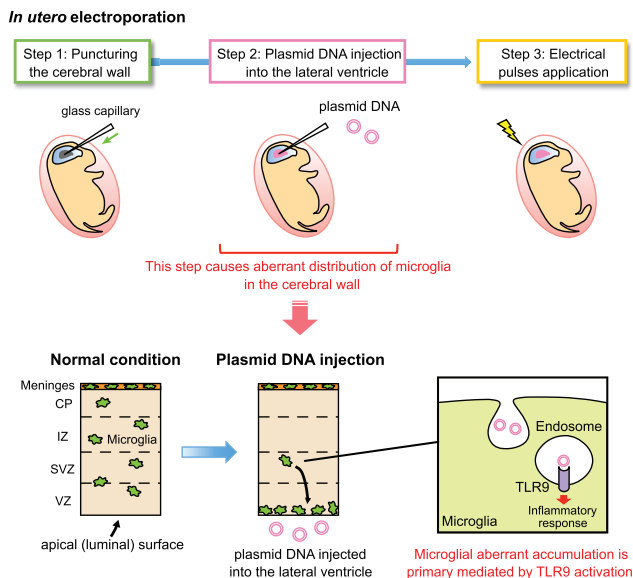 In utero electroporation
Step 1: Puncturing
the cerebral wall
Step 2: Plasmid DNA injection
into the lateral ventricle
Step 3: Electrical
pulses application
glass capillary
plasmid DNA
This step causes aberrant distribution of microglia
in the cerebral wall
Normal condition
Meninges
CP
IZ
Microglia
SVZ
VZ
apical (luminal) surface
Plasmid DNA injection
plasmid DNA injected
into the lateral ventricle
Endosome
TLR9
Inflammatory
response
Microglia
Microglial aberrant accumulation is
primary mediated by TLR9 activation